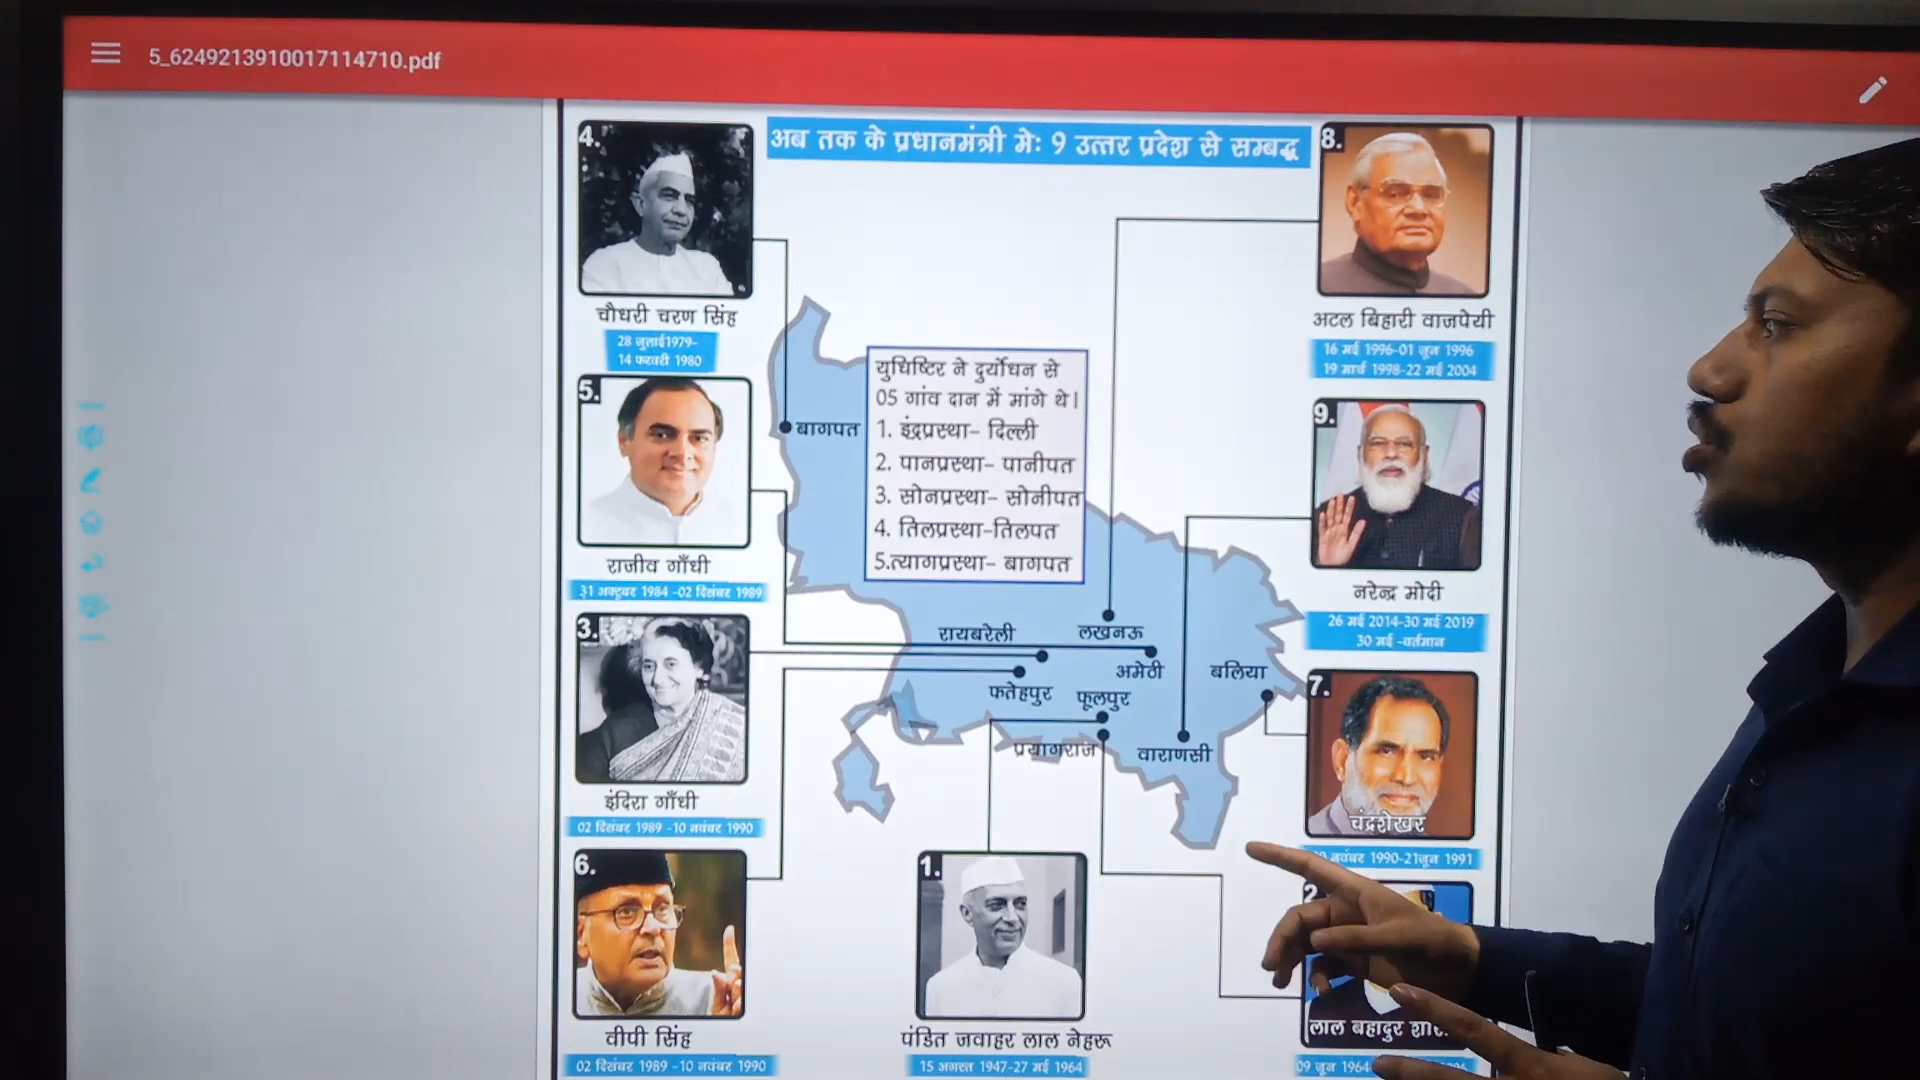 5_6249213910017114710.pdf
अब तक के प्रधानमंत्री मेः 9 उत्तर प्रदेश से सम्बद्ध
4.
चौधरी चरण सिंह
28 जुलाई1979-
14 फरवरी 1980
5.
राजीव गाँधी
31 अक्टूबर 1984 -02 दिसंबर 1989
3.
इंदिरा गाँधी
02 दिसंबर 1989 -10 नवंबर 1990
6.
वीपी सिंह
02 दिसंबर 1989 -10 नवंबर 1990
युधिष्टिर ने दुर्योधन से
05 गांव दान में मांगे थे।
1. इंद्रप्रस्था- दिल्ली
2. पानप्रस्था- पानीपत
3. सोनप्रस्था- सोनीपत
4. तिलप्रस्था-तिलपत
5.त्यागप्रस्था- बागपत
बागपत
रायबरेली
लखनऊ
अमेठी
बलिया
फतेहपुर
फूलपुर
प्रयागराज
वाराणसी
1.
पंडित जवाहर लाल नेहरू
15 अगस्त 1947-27 मई 1964
8.
अटल बिहारी वाजपेयी
16 मई 1996-01 जून 1996
19 मार्च 1998-22 मई 2004
9.
नरेन्द्र मोदी
26 मई 2014-30 मई 2019
30 मई -वर्तमान
7.
चंद्रशेखर
नवंबर 1990-21जून 1991
2
लाल बहादुर
09 जून 1964